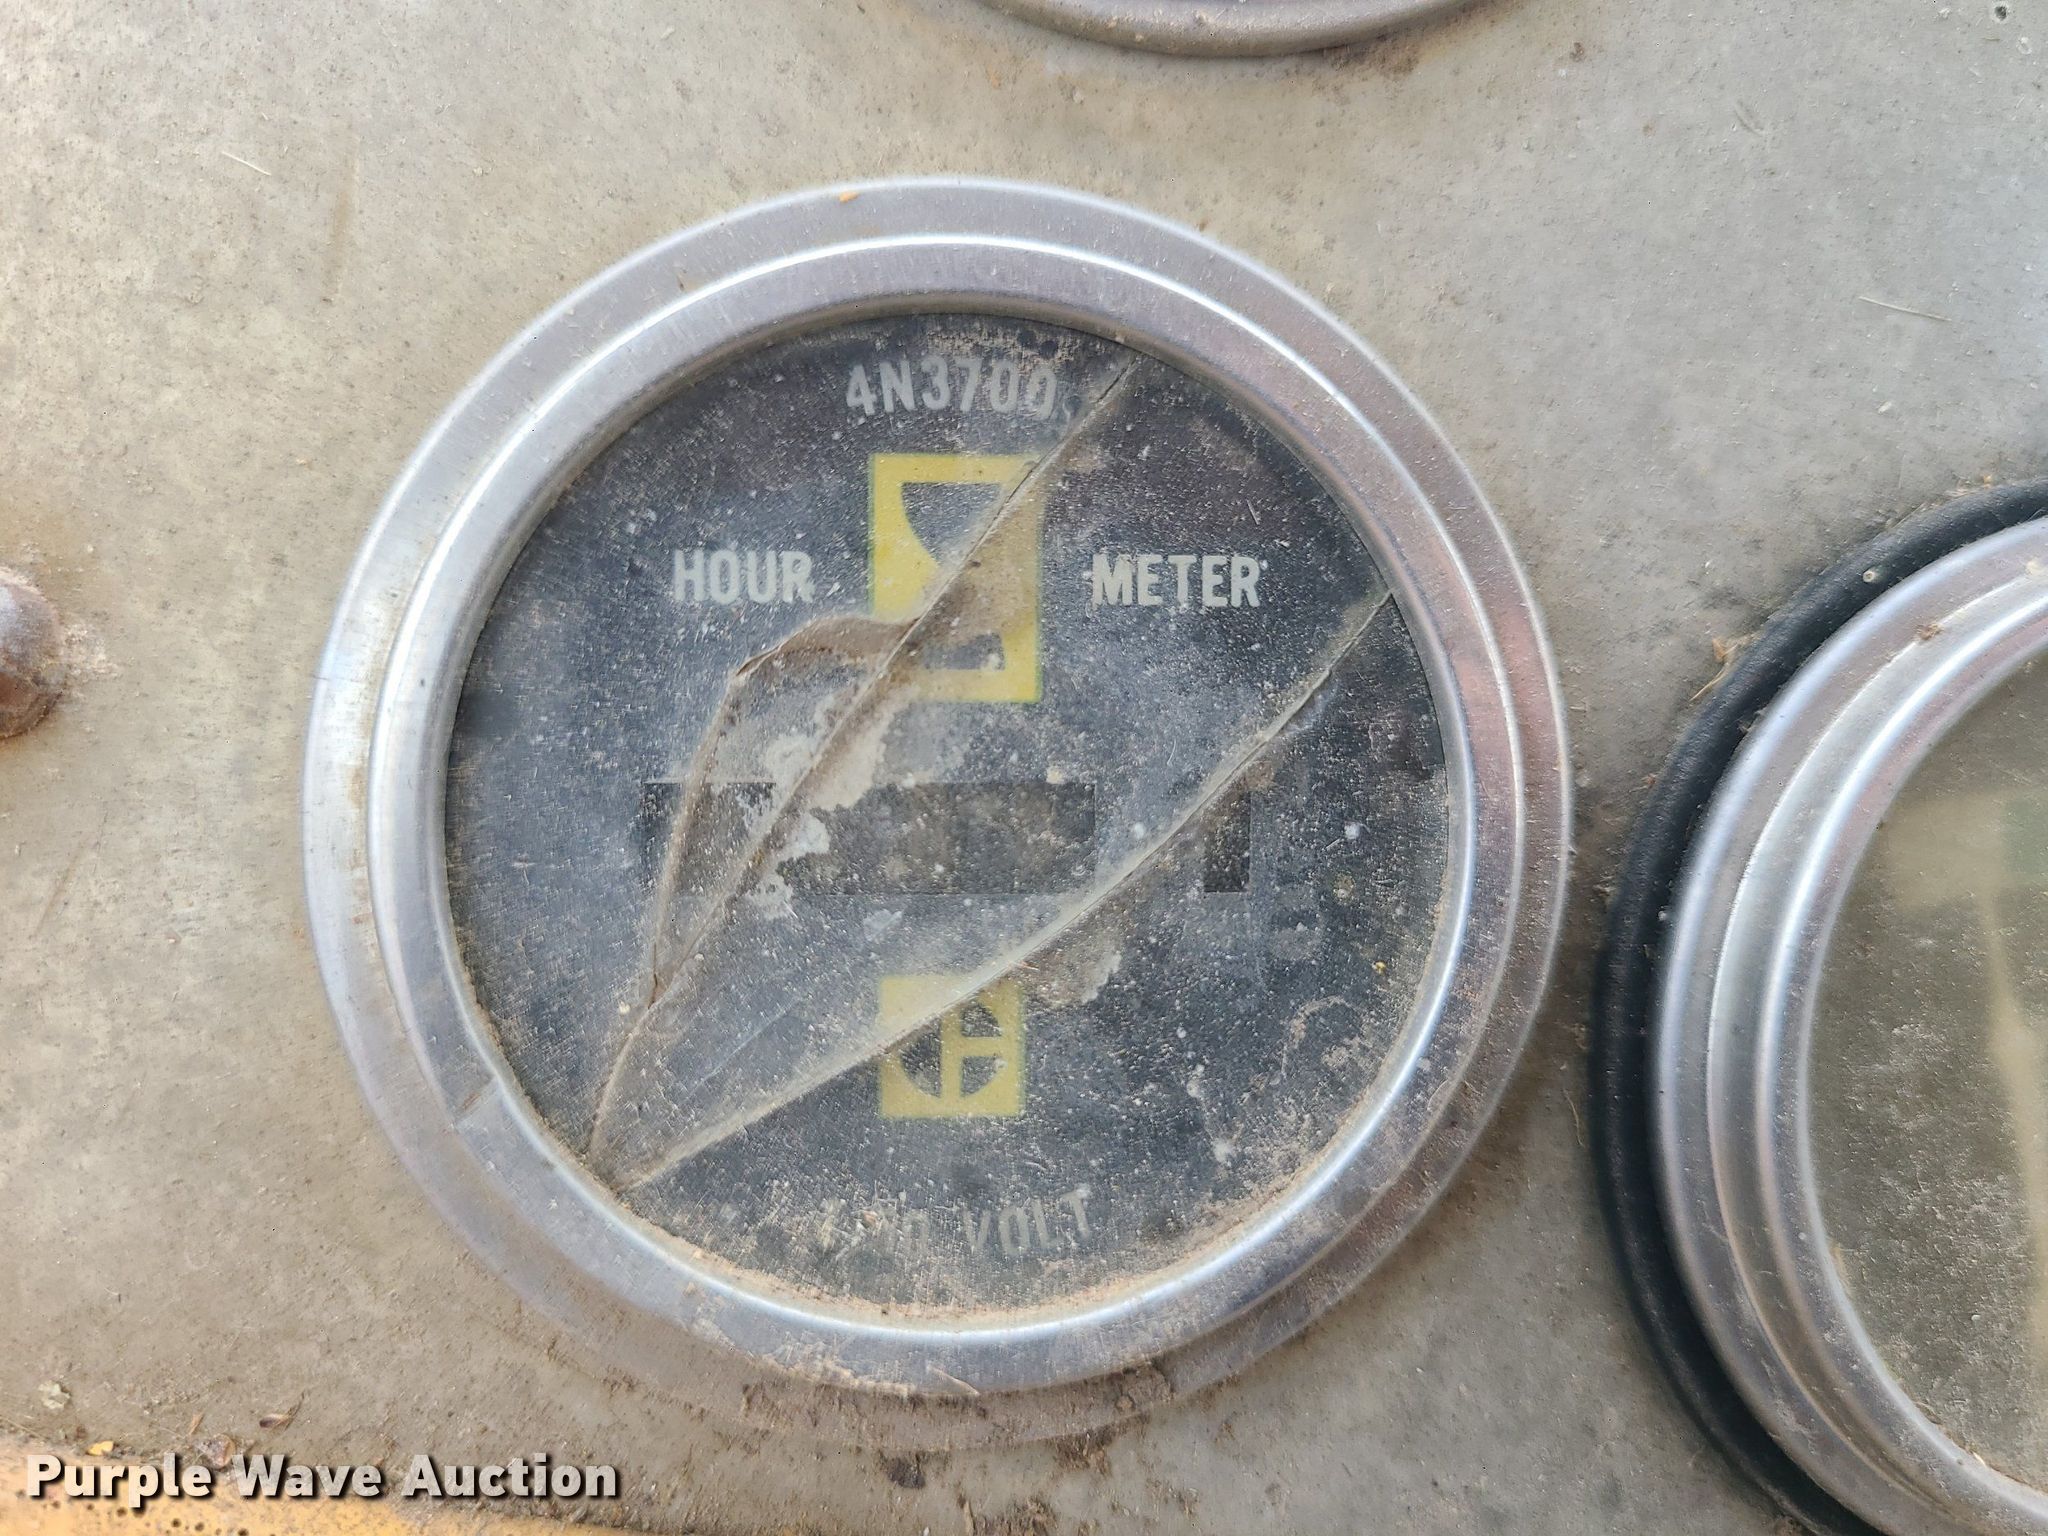 4N3700
HOUR METER
VOLT
Purple Wave Auction